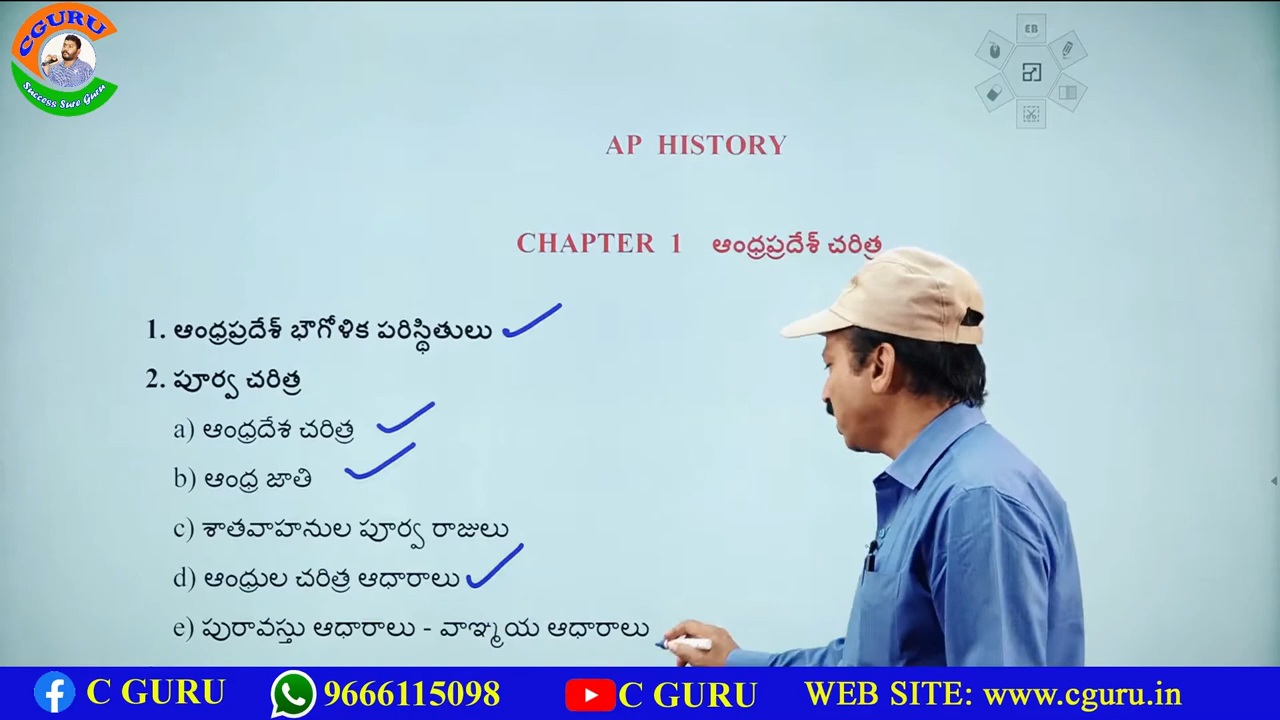 CGURU
Success Sure Guru
EB
AP HISTORY
CHAPTER 1 ఆంధ్రప్రదేశ్ చరిత్ర
1. ఆంధ్రప్రదేశ్ భౌగోళిక పరిస్థితులు
2. పూర్వ చరిత్ర
a) ఆంధ్రదేశ చరిత్ర
b) ఆంధ్ర జాతి
c) శాతవాహనుల పూర్వ రాజులు
d) ఆంధ్రుల చరిత్ర ఆధారాలు
e) పురావస్తు ఆధారాలు - వాఙ్మయ ఆధారాలు
C GURU 9666115098 C GURU WEB SITE: www.cguru.in